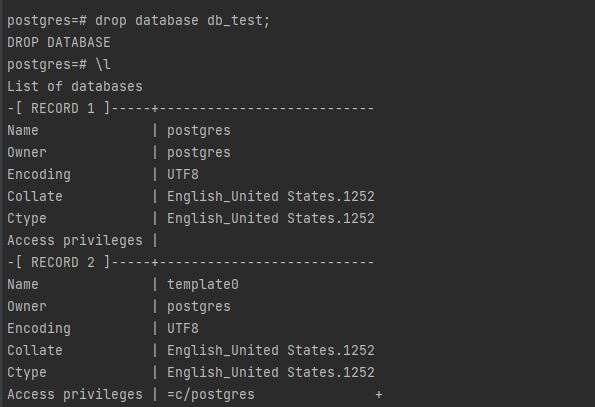 postgres=# drop database db_test;
DROP DATABASE
postgres=# \l
List of databases
-[ RECORD 1 ]-----+---------------------------
Name              | postgres
Owner             | postgres
Encoding          | UTF8
Collate           | English_United States.1252
Ctype             | English_United States.1252
Access privileges |
-[ RECORD 2 ]-----+---------------------------
Name              | template0
Owner             | postgres
Encoding          | UTF8
Collate           | English_United States.1252
Ctype             | English_United States.1252
Access privileges | =c/postgres               +